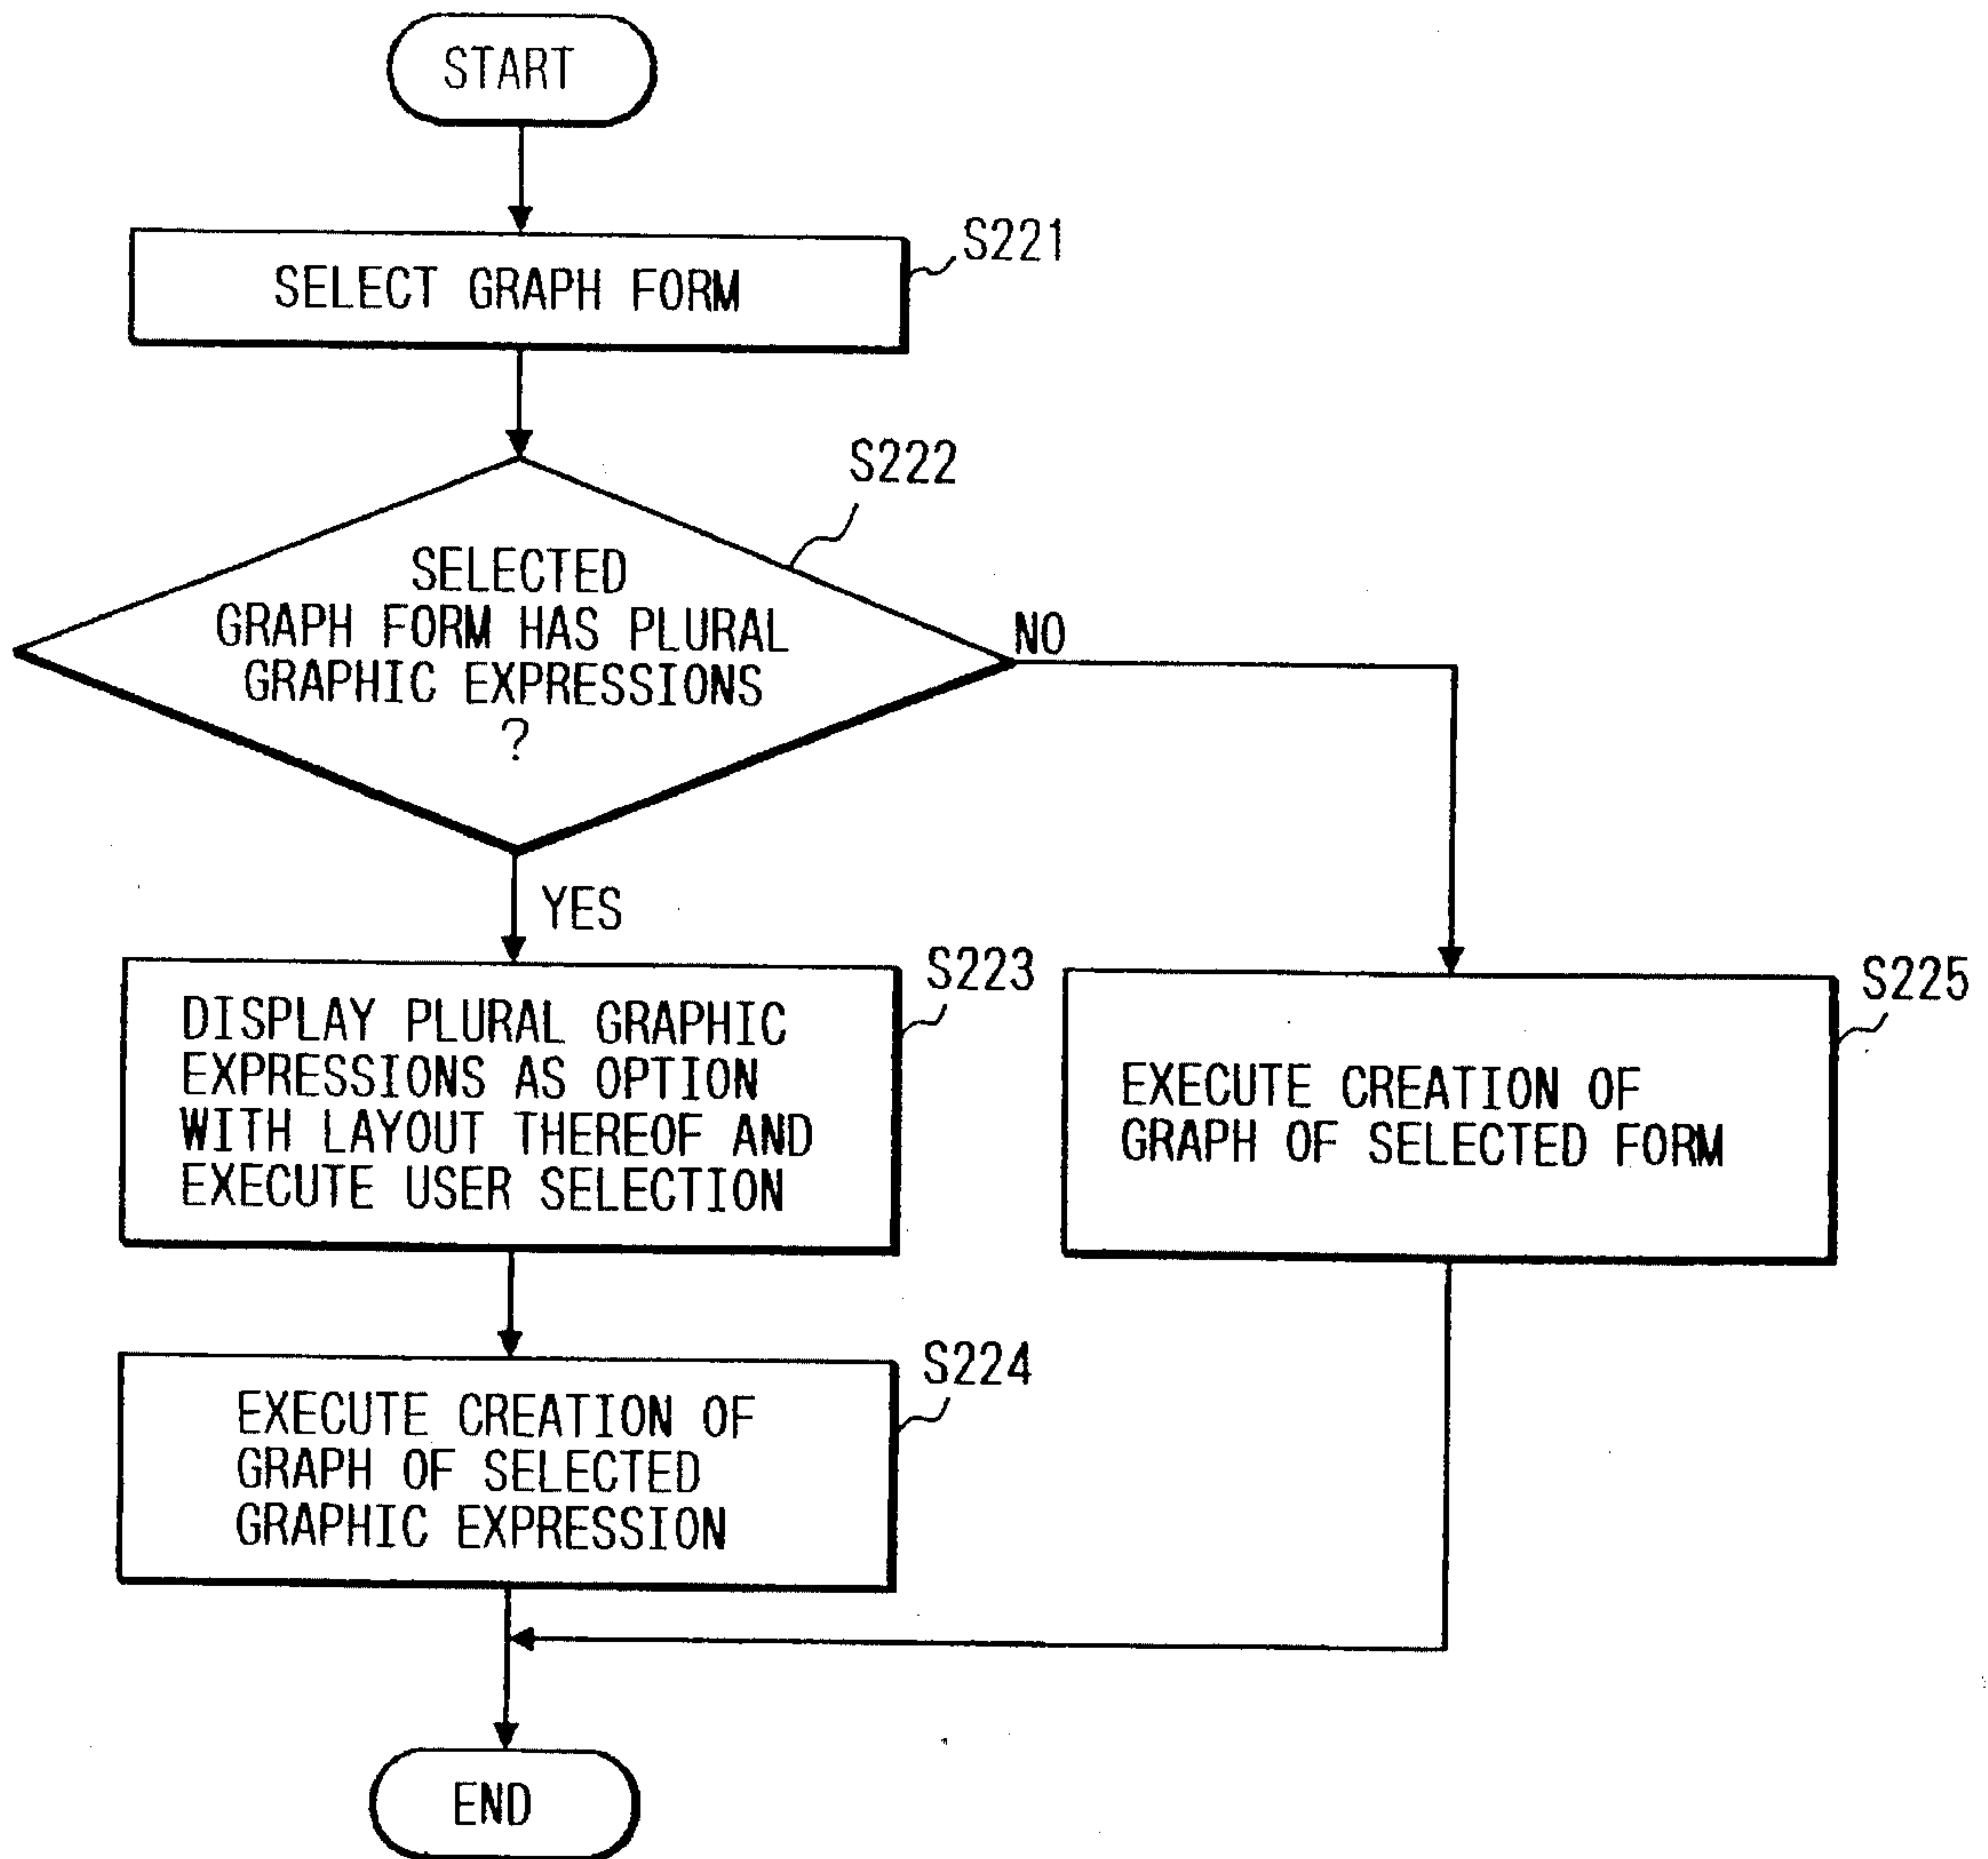 START
S221
SELECT GRAPH FORM
S222
SELECTED
GRAPH FORM HAS PLURAL
GRAPHIC EXPRESSIONS
?
NO
YES
S223
DISPLAY PLURAL GRAPHIC
EXPRESSIONS AS OPTION
WITH LAYOUT THEREOF AND
EXECUTE USER SELECTION
S225
EXECUTE CREATION OF
GRAPH OF SELECTED FORM
S224
EXECUTE CREATION OF
GRAPH OF SELECTED
GRAPHIC EXPRESSION
END